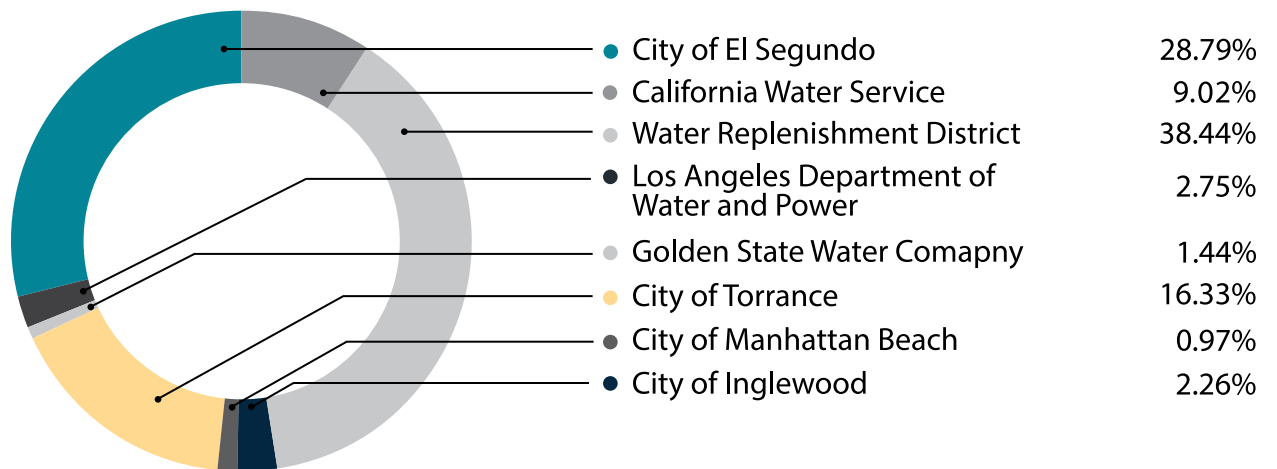 City of El Segundo 28.79%
California Water Service 9.02%
Water Replenishment District 38.44%
Los Angeles Department of
Water and Power 2.75%
Golden State Water Comapny 1.44%
City of Torrance 16.33%
City of Manhattan Beach 0.97%
City of Inglewood 2.26%